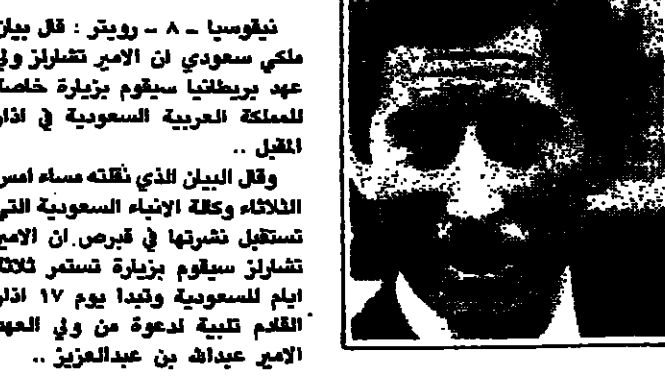 نيقوسيا ــ ٨ ــ رويتر : قال بيان
ملكي سعودي ان الامير تشارلز ولي
عهد بريطانيا سيقوم بزيارة خاصة
للمملكة العربية السعودية في اذار
المقبل ..
وقال البيان الذي نقلته مساء امس
الثلاثاء وكالة الانباء السعودية التي
تستقبل نشرتها في قبرص ان الامير
تشارلز سيقوم بزيارة تستمر ثلاثة
ايام للسعودية وتبدا يوم ١٧ اذار
القادم تلبية لدعوة من ولي العهد
الامير عبدالله بن عبدالعزيز ..